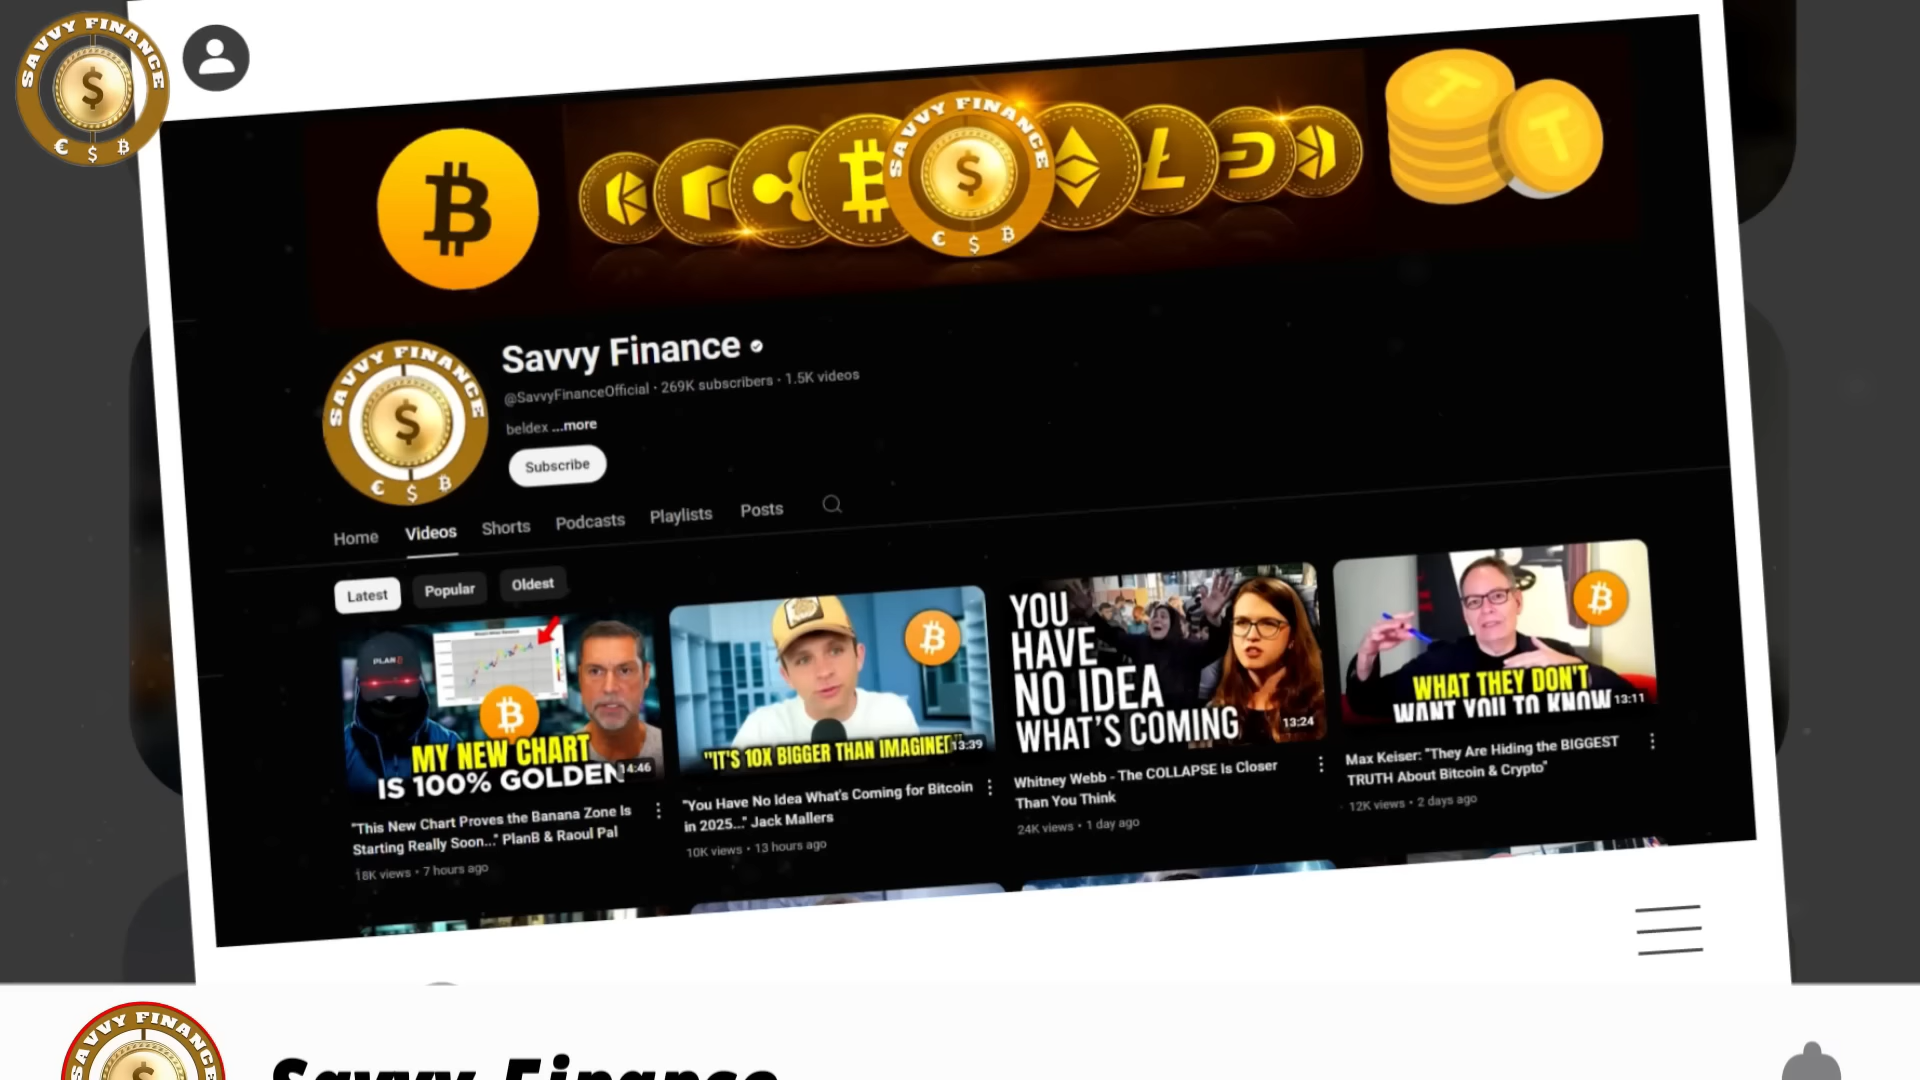 SAVVY FINANCE
$
€ $ ₿
SAVVY FINANCE
$
€ $ ₿
Savvy Finance
@SavvyFinanceOfficial · 269K subscribers · 1.5K videos
beldex ...more
Subscribe
SAVVY FINANCE
$
€ $ ₿
Home Videos Shorts Podcasts Playlists Posts
Latest Popular Oldest
PLAN B
MY NEW CHART
IS 100% GOLDEN
14:46
"This New Chart Proves the Banana Zone Is
Starting Really Soon..." PlanB & Raoul Pal
18K views · 7 hours ago
"IT'S 10X BIGGER THAN IMAGINED"
13:39
"You Have No Idea What's Coming for Bitcoin
in 2025..." Jack Mallers
10K views · 13 hours ago
YOU
HAVE
NO IDEA
WHAT'S COMING
13:24
Whitney Webb - The COLLAPSE Is Closer
Than You Think
24K views · 1 day ago
WHAT THEY DON'T
WANT YOU TO KNOW
13:11
Max Keiser: "They Are Hiding the BIGGEST
TRUTH About Bitcoin & Crypto"
12K views · 2 days ago
SAVVY FINANCE
$
Savvy Finance